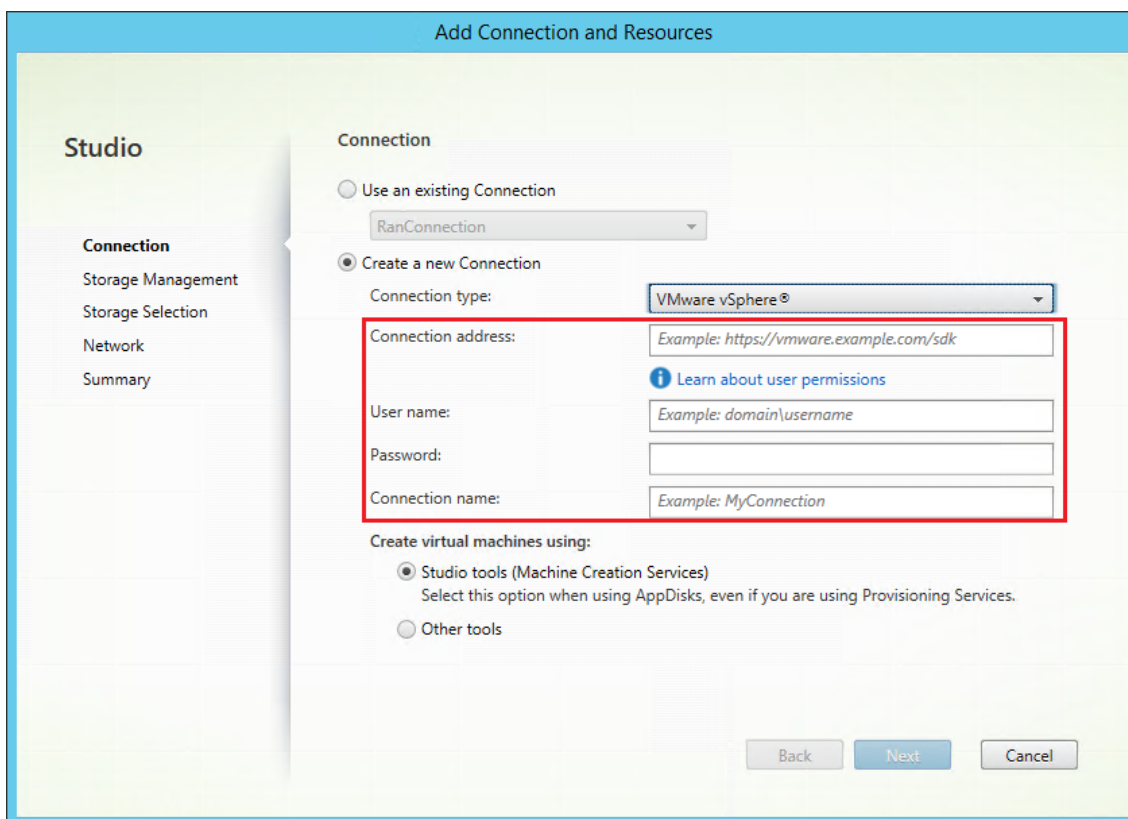 Add Connection and Resources
Studio
Connection
Storage Management
Storage Selection
Network
Summary
Connection
Use an existing Connection
RanConnection
Create a new Connection
Connection type:
VMware vSphere®
Connection address:
Example: https://vmware.example.com/sdk
Learn about user permissions
User name:
Example: domain\username
Password:
Connection name:
Example: MyConnection
Create virtual machines using:
Studio tools (Machine Creation Services)
Select this option when using AppDisks, even if you are using Provisioning Services.
Other tools
Back
Next
Cancel